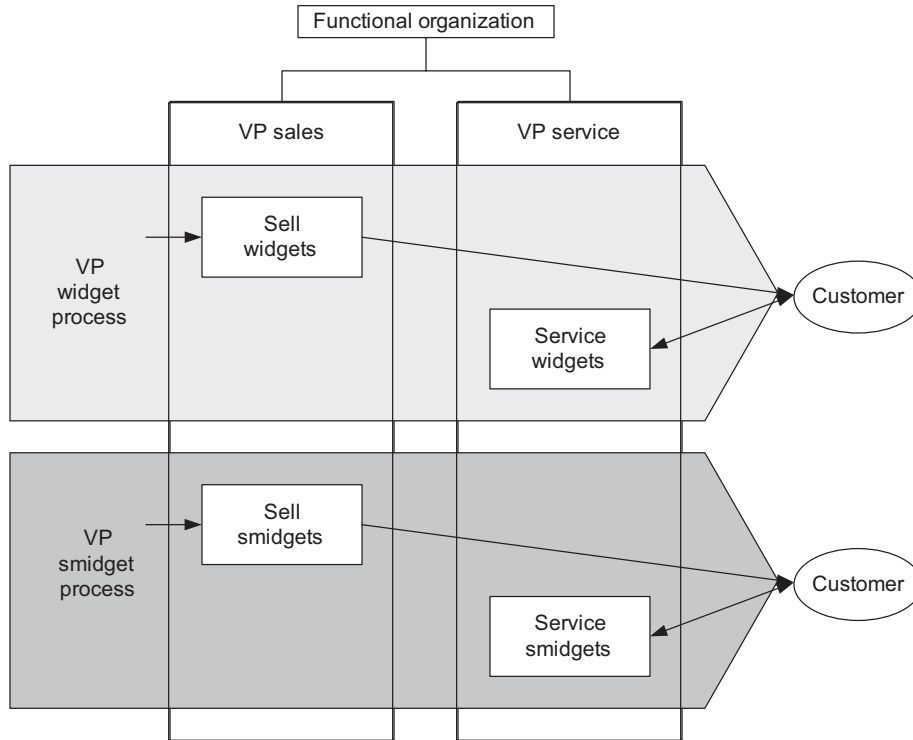 Functional organization
VP sales
VP service
Sell
widgets
VP
widget
process
Customer
Service
widgets
Sell
smidgets
VP
smidget
process
Customer
Service
smidgets